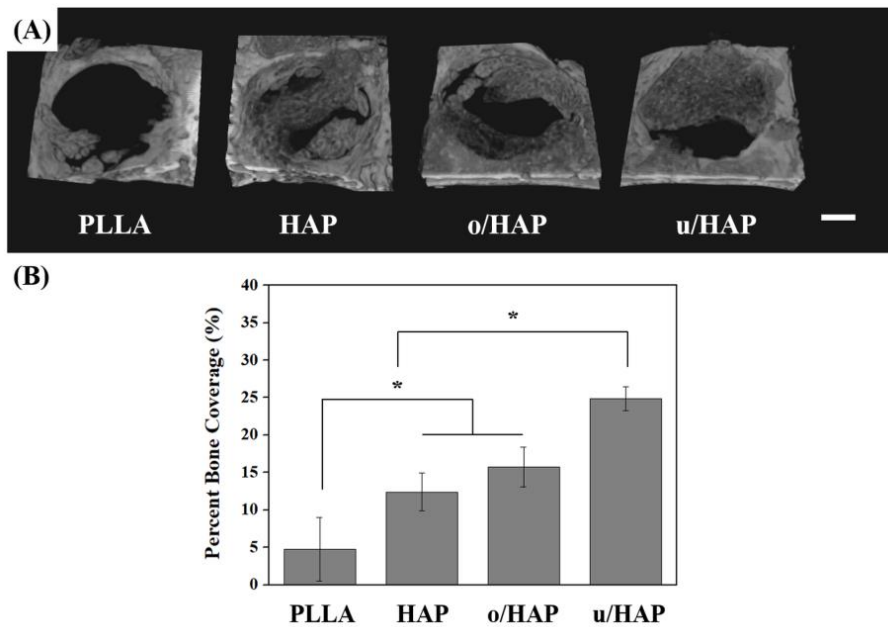 (A)
PLLA HAP o/HAP u/HAP
(B)
Percent Bone Coverage (%)
40
35
30
25
20
15
10
5
0
*
*
PLLA HAP o/HAP u/HAP